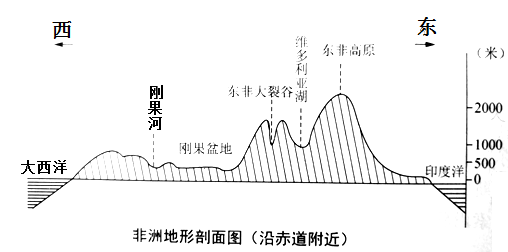 西
东
维多利亚湖
东非高原
(米)
刚果河
东非大裂谷
2000
刚果盆地
1000
大西洋
500
印度洋
0
非洲地形剖面图（沿赤道附近）